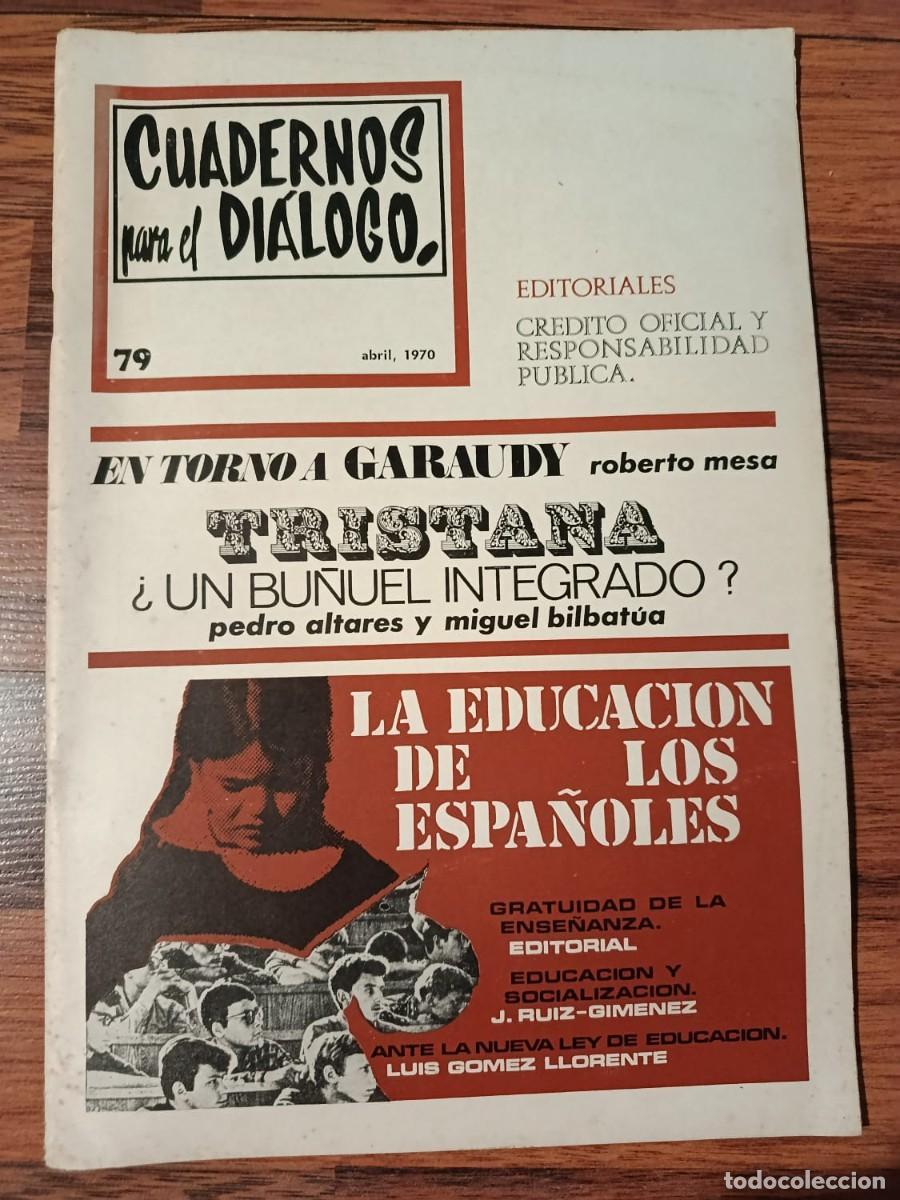 CUADERNOS
para el DIÁLOGO.
79
abril, 1970
EDITORIALES
CREDITO OFICIAL Y
RESPONSABILIDAD
PUBLICA.
EN TORNO A GARAUDY roberto mesa
TRISTANA
¿UN BUÑUEL INTEGRADO?
pedro altares y miguel bilbatúa
LA EDUCACION
DE LOS
ESPAÑOLES
GRATUIDAD DE LA
ENSEÑANZA.
EDITORIAL
EDUCACION Y
SOCIALIZACION.
J. RUIZ-GIMENEZ
ANTE LA NUEVA LEY DE EDUCACION.
LUIS GOMEZ LLORENTE
todocoleccion